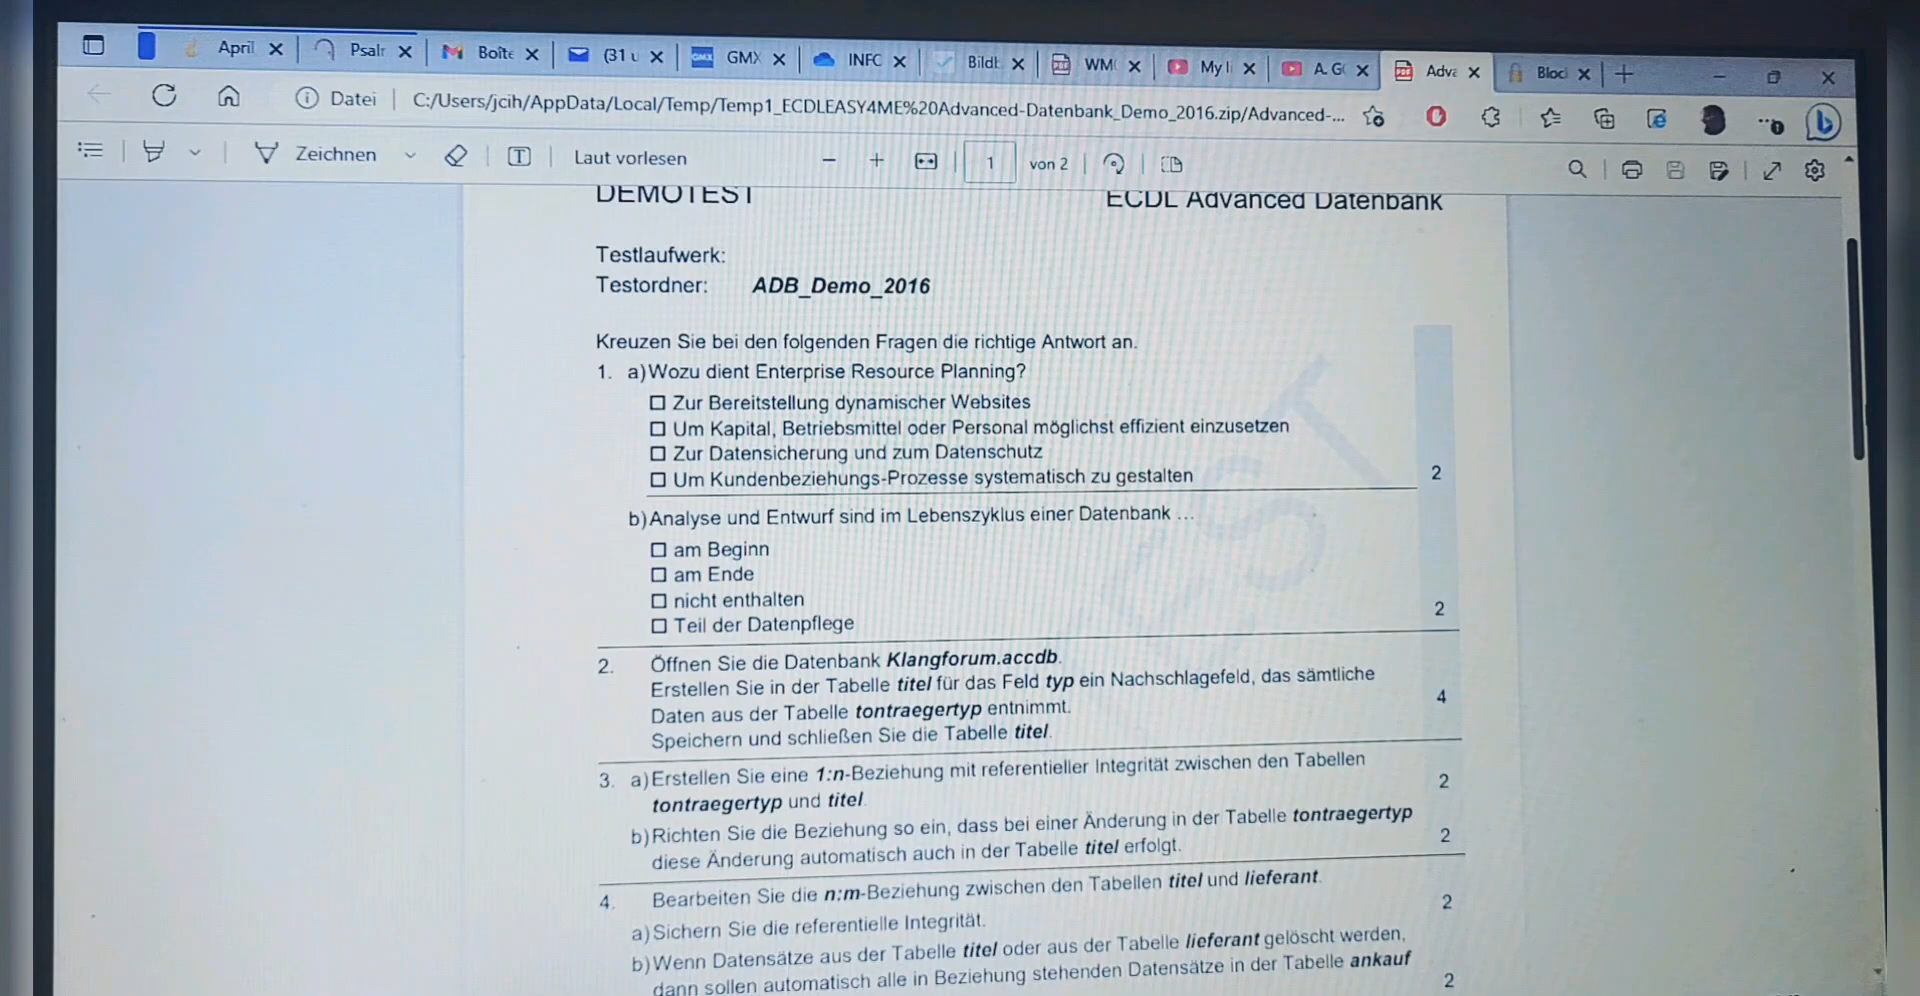 April
Psalr
Boîte
(31 u
GMX
INFC
Bildb
WM(
My li
A. G(
Adva
Bloci
Datei
C:/Users/jcih/AppData/Local/Temp/Temp1_ECDLEASY4ME%20Advanced-Datenbank_Demo_2016.zip/Advanced-...
Zeichnen
Laut vorlesen
1 von 2
DEMOTEST ECDL Advanced Datenbank
Testlaufwerk:
Testordner: ADB_Demo_2016
Kreuzen Sie bei den folgenden Fragen die richtige Antwort an.
1. a) Wozu dient Enterprise Resource Planning?
Zur Bereitstellung dynamischer Websites
Um Kapital, Betriebsmittel oder Personal möglichst effizient einzusetzen
Zur Datensicherung und zum Datenschutz
Um Kundenbeziehungs-Prozesse systematisch zu gestalten 2
b) Analyse und Entwurf sind im Lebenszyklus einer Datenbank ...
am Beginn
am Ende
nicht enthalten
Teil der Datenpflege 2
2. Öffnen Sie die Datenbank Klangforum.accdb.
Erstellen Sie in der Tabelle titel für das Feld typ ein Nachschlagefeld, das sämtliche
Daten aus der Tabelle tontraegertyp entnimmt. 4
Speichern und schließen Sie die Tabelle titel.
3. a) Erstellen Sie eine 1:n-Beziehung mit referentieller Integrität zwischen den Tabellen
tontraegertyp und titel. 2
b) Richten Sie die Beziehung so ein, dass bei einer Änderung in der Tabelle tontraegertyp
diese Änderung automatisch auch in der Tabelle titel erfolgt. 2
4. Bearbeiten Sie die n:m-Beziehung zwischen den Tabellen titel und lieferant.
a) Sichern Sie die referentielle Integrität. 2
b) Wenn Datensätze aus der Tabelle titel oder aus der Tabelle lieferant gelöscht werden,
dann sollen automatisch alle in Beziehung stehenden Datensätze in der Tabelle ankauf 2